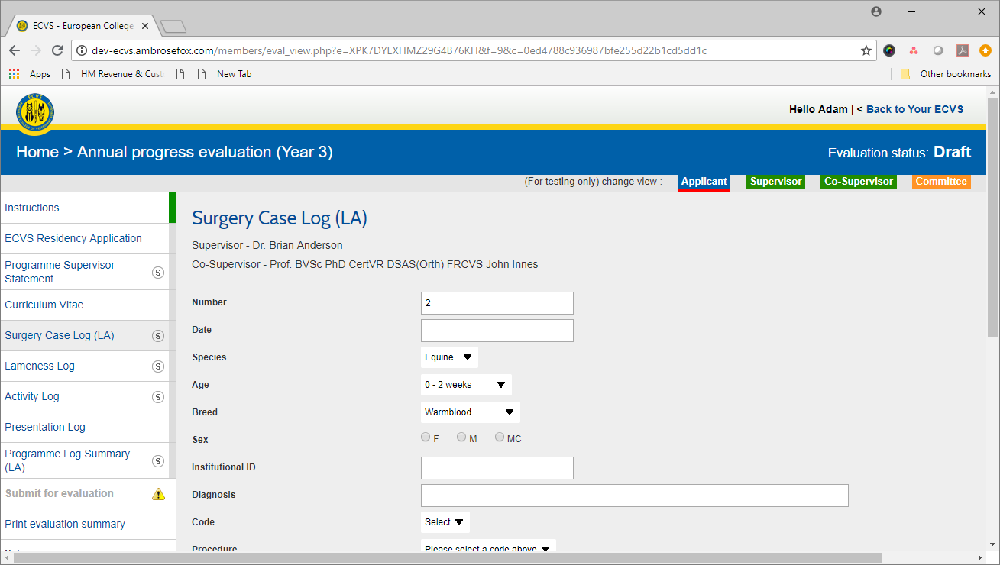 ECVS - European College
dev-ecvs.ambrosefox.com/members/eval_view.php?e=XPK7DYEXHMZ29G4B76KH&f=9&c=0ed4788c936987bfe255d22b1cd5dd1c
Apps HM Revenue & Cust New Tab Other bookmarks
ECVS
Hello Adam | < Back to Your ECVS
Home > Annual progress evaluation (Year 3) Evaluation status: Draft
(For testing only) change view : Applicant Supervisor Co-Supervisor Committee
Instructions
ECVS Residency Application
Programme Supervisor
Statement S
Curriculum Vitae
Surgery Case Log (LA) S
Lameness Log S
Activity Log S
Presentation Log
Programme Log Summary
(LA) S
Submit for evaluation
Print evaluation summary
Surgery Case Log (LA)
Supervisor - Dr. Brian Anderson
Co-Supervisor - Prof. BVSc PhD CertVR DSAS(Orth) FRCVS John Innes
Number 2
Date
Species Equine
Age 0 - 2 weeks
Breed Warmblood
Sex F M MC
Institutional ID
Diagnosis
Code Select
Procedure Please select a code above